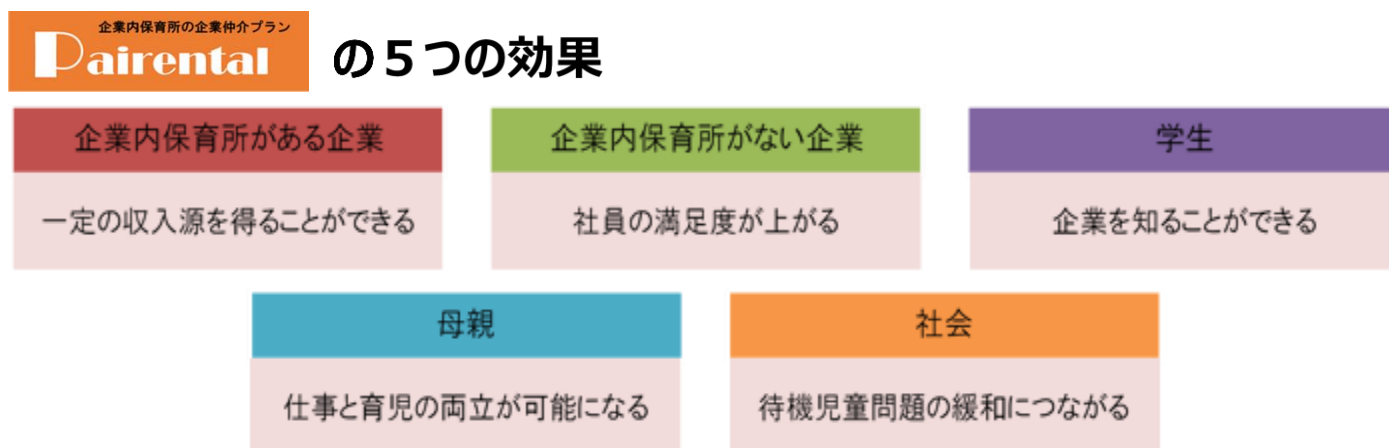 企業内保育所の企業仲介プラン
Pairental の５つの効果
企業内保育所がある企業
一定の収入源を得ることができる
企業内保育所がない企業
社員の満足度が上がる
学生
企業を知ることができる
母親
仕事と育児の両立が可能になる
社会
待機児童問題の緩和につながる